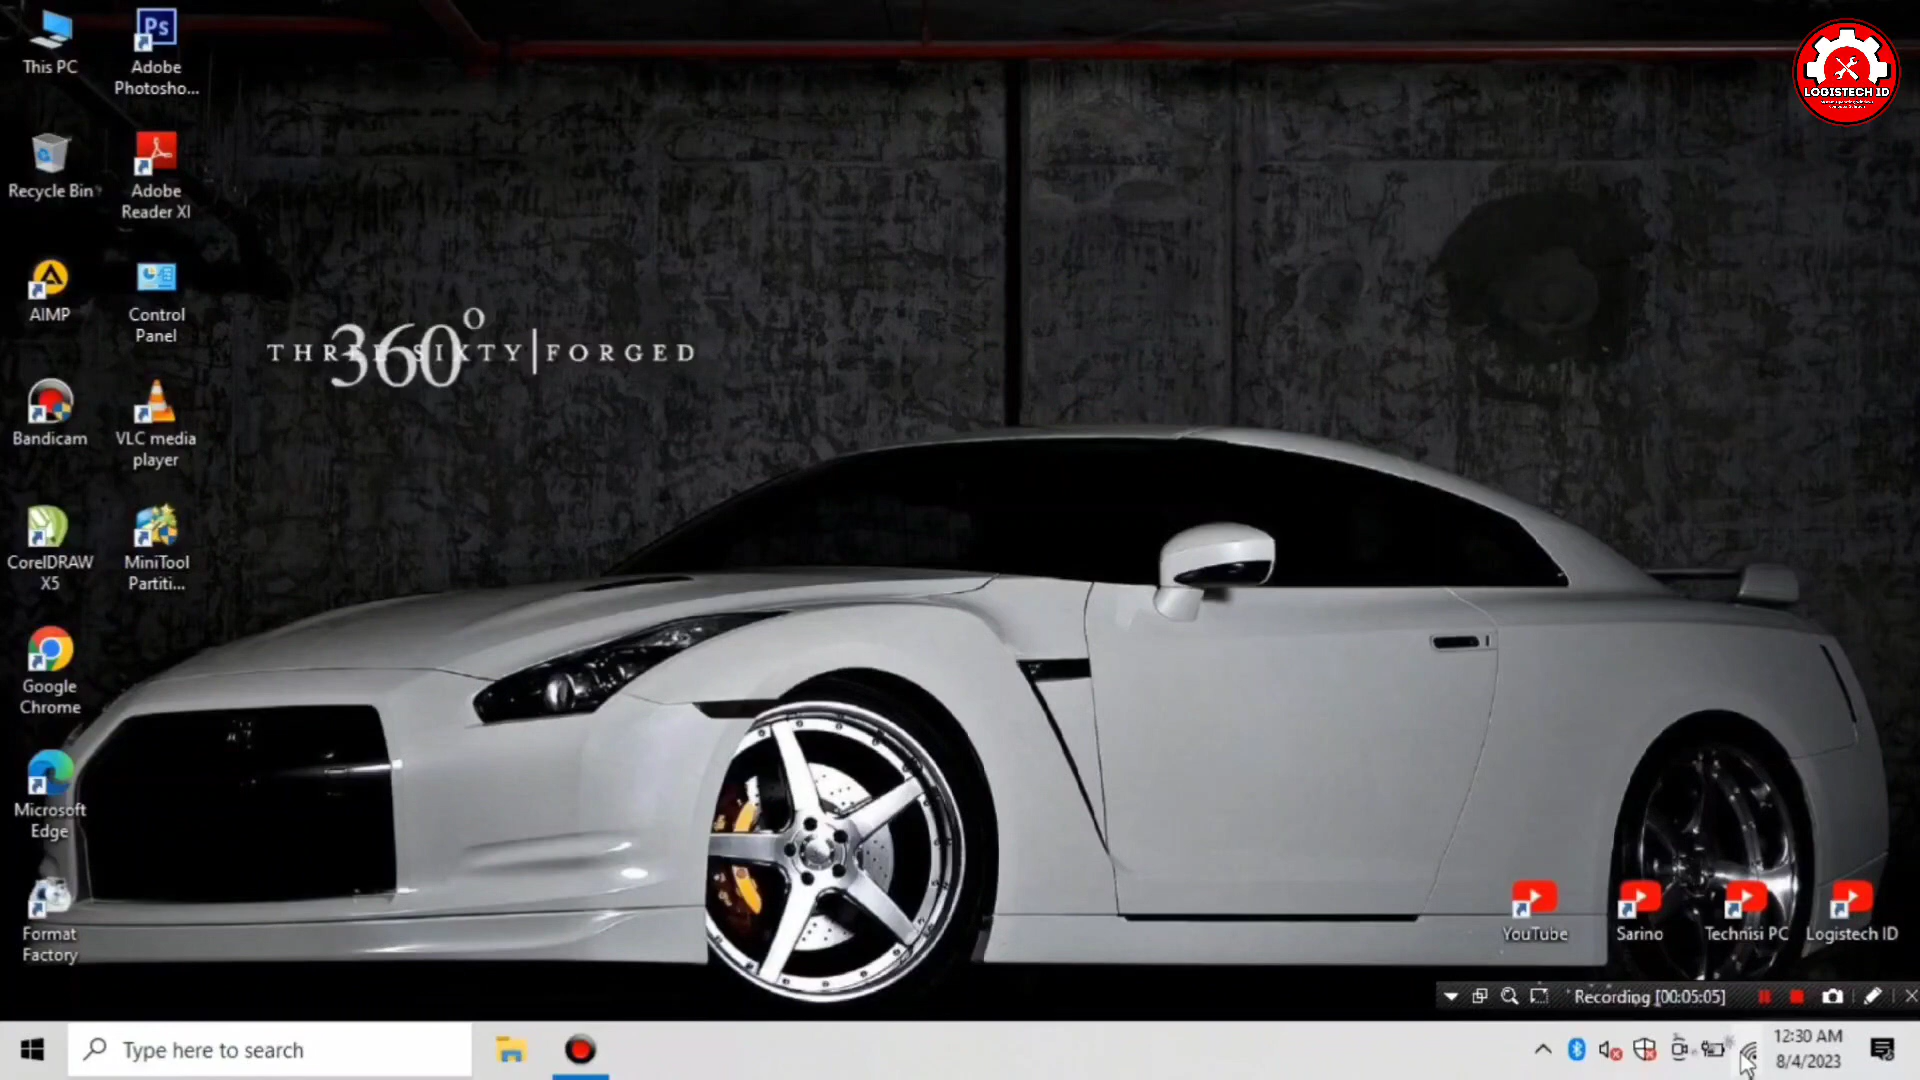 This PC
Adobe
Photosho...
LOGISTECH ID
Recycle Bin
Adobe
Reader XI
AIMP
Control
Panel
360°
THREE SIXTY|FORGED
Bandicam
VLC media
player
CorelDRAW
X5
MiniTool
Partiti...
Google
Chrome
Microsoft
Edge
Format
Factory
YouTube
Sarino
Technisi PC
Logistech ID
Recording [00:05:05]
Type here to search
12:30 AM
8/4/2023